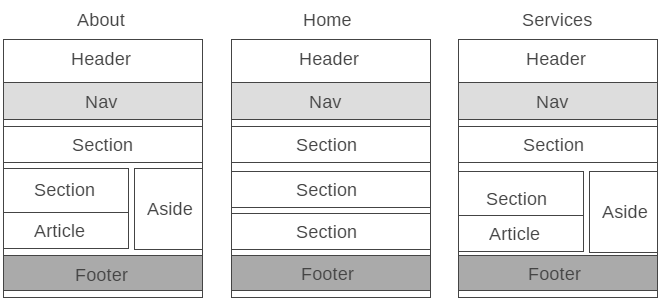 About
Header
Nav
Section
Section
Article
Aside
Footer
Home
Header
Nav
Section
Section
Section
Footer
Services
Header
Nav
Section
Section
Article
Aside
Footer